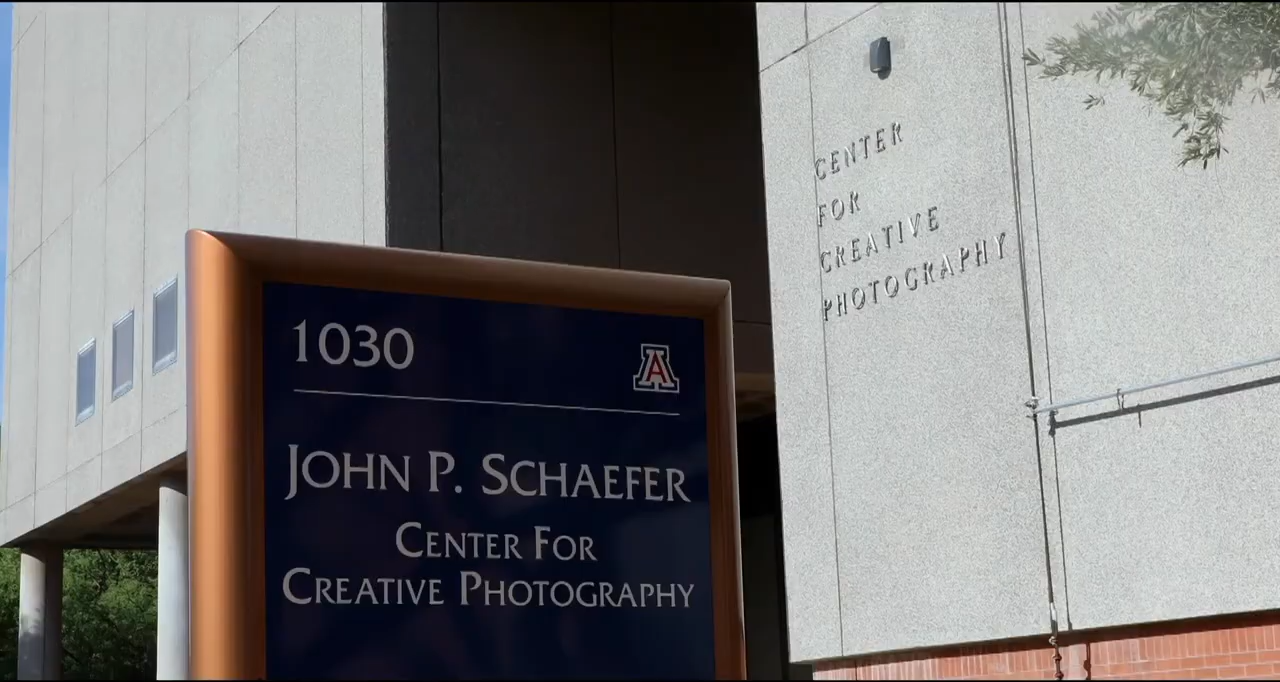 1030
A
JOHN P. SCHAEFER
CENTER FOR
CREATIVE PHOTOGRAPHY
CENTER
FOR
CREATIVE
PHOTOGRAPHY